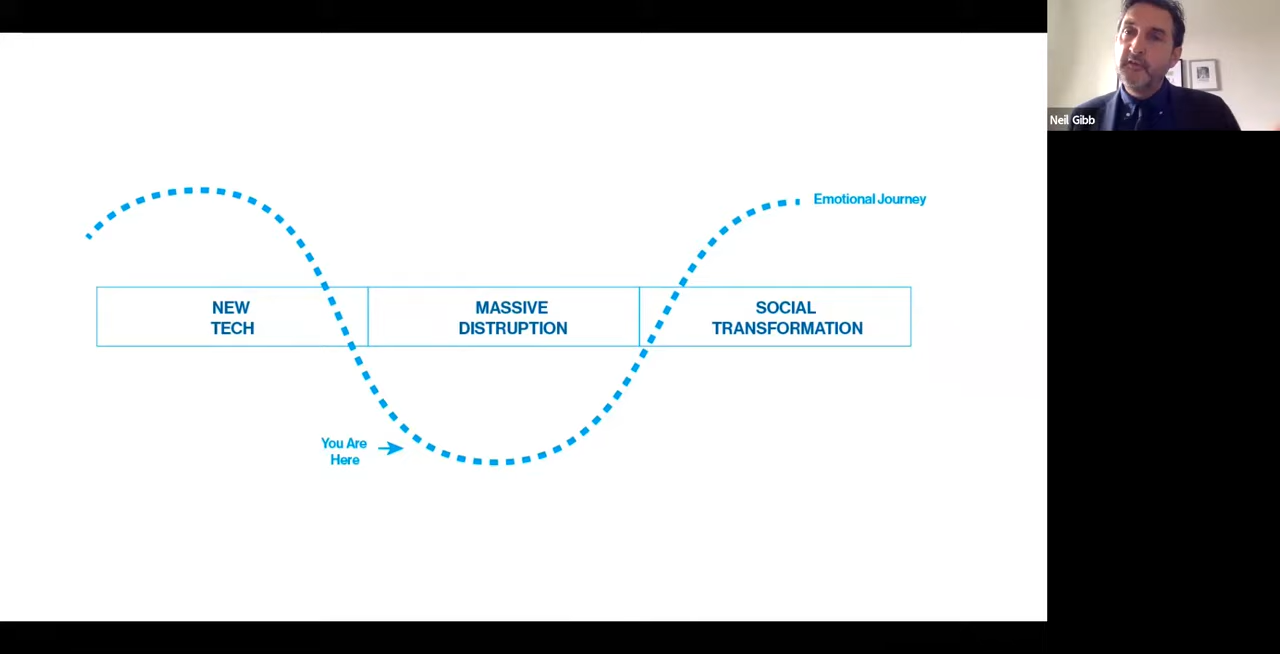 Neil Gibb
Emotional Journey
NEW
TECH
MASSIVE
DISTRUPTION
SOCIAL
TRANSFORMATION
You Are
Here